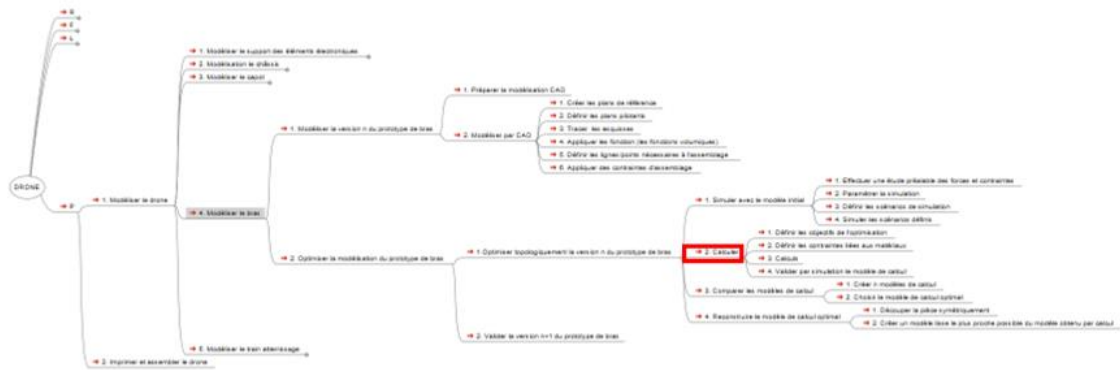 R
F
L
1. Modéliser le support des éléments électroniques
2. Modélisation le châssis
3. Modéliser le capot
1. Préparer la modélisation CAO
1. Créer les plans de référence
2. Définir les plans pilotants
3. Tracer les esquisses
1. Modéliser la version n du prototype de bras
2. Modéliser par CAO
4. Appliquer les fonction (les fonctions volumiques)
5. Définir les lignes/points nécessaires à l'assemblage
6. Appliquer des contraintes d'assemblage
1. Effectuer une étude préalable des forces et contraintes
2. Paramétrer la simulation
DRONE
P
1. Modéliser le drone
4. Modéliser le bras
1. Simuler avec le modèle initial
3. Définir les scénarios de simulation
4. Simuler les scénarios définis
1. Définir les objectifs de l'optimisation
2. Optimiser la modélisation du prototype de bras
1 Optimiser topologiquement la version n du prototype de bras
2. Calculer
2. Définir les contraintes liées aux matériaux
3. Calculs
4. Valider par simulation le modèle de calcul
3. Comparer les modèles de calcul
1. Créer n modèles de calcul
2. Choisir le modèle de calcul optimal
4. Reconstruire le modèle de calcul optimal
1. Découper la pièce symétriquement
2. Créer un modèle lisse le plus proche possible du modèle obtenu par calcul
2. Valider la version n+1 du prototype de bras
5. Modéliser le train atterrissage
2. Imprimer et assembler le drone